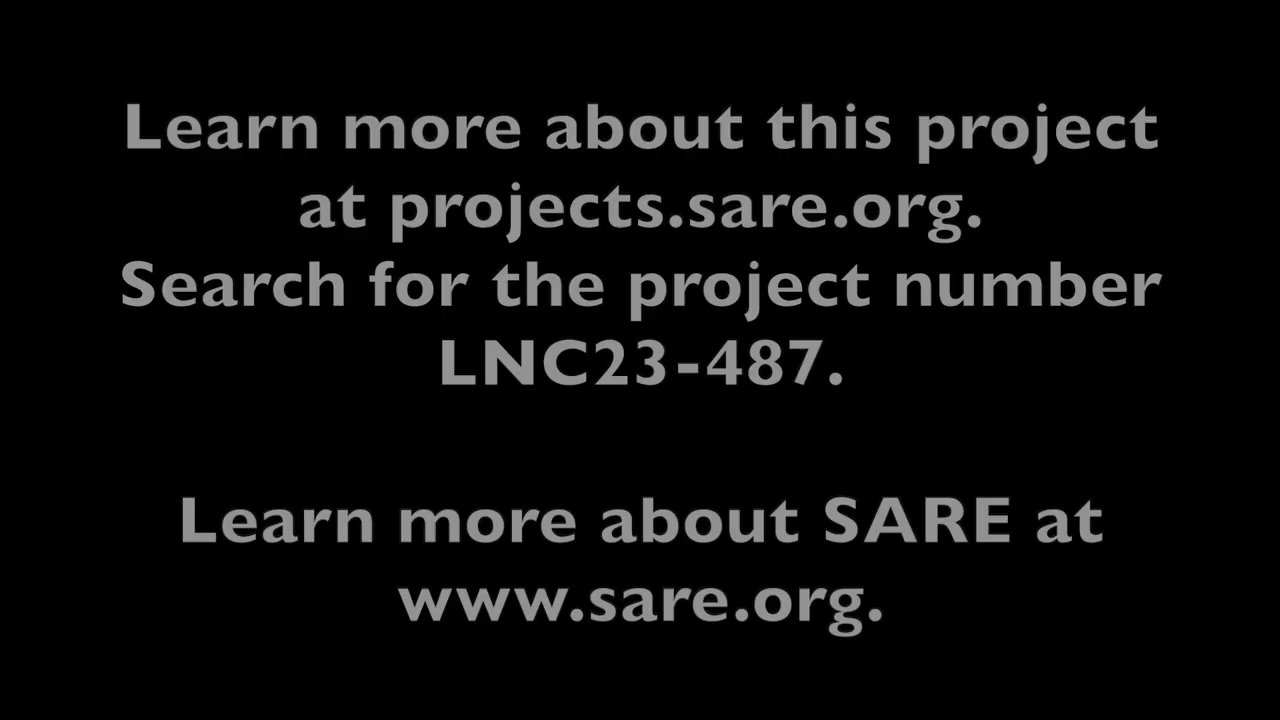 Learn more about this project
at projects.sare.org.
Search for the project number
LNC23-487.
Learn more about SARE at
www.sare.org.